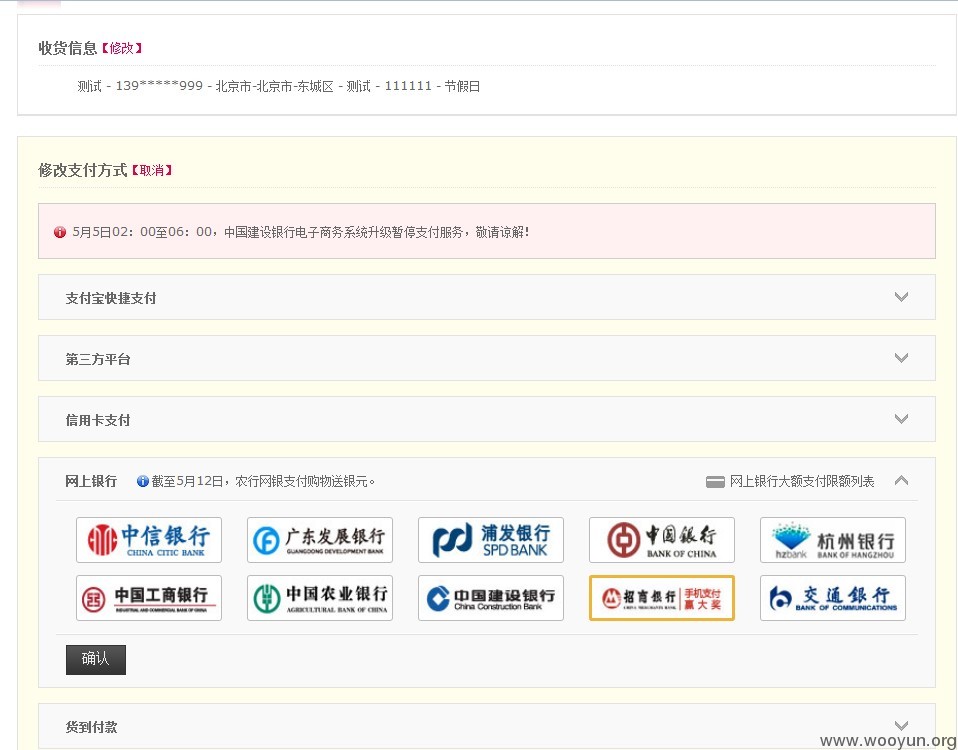 收货信息【修改】
测试 - 139*****999 - 北京市-北京市-东城区 - 测试 - 111111 - 节假日
修改支付方式【取消】
5月5日02：00至06：00，中国建设银行电子商务系统升级暂停支付服务，敬请谅解!
支付宝快捷支付
第三方平台
信用卡支付
网上银行 截至5月12日，农行网银支付购物送银元。 网上银行大额支付限额列表
中信银行 CHINA CITIC BANK
广东发展银行 GUANGDONG DEVELOPMENT BANK
浦发银行 SPD BANK
中国银行 BANK OF CHINA
hzbank 杭州银行 BANK OF HANGZHOU
中国工商银行 INDUSTRIAL AND COMMERCIAL BANK OF CHINA
中国农业银行 AGRICULTURAL BANK OF CHINA
中国建设银行 China Construction Bank
招商银行 CHINA MERCHANTS BANK 手机支付 赢大奖
交通银行 BANK OF COMMUNICATIONS
确认
货到付款
www.wooyun.org